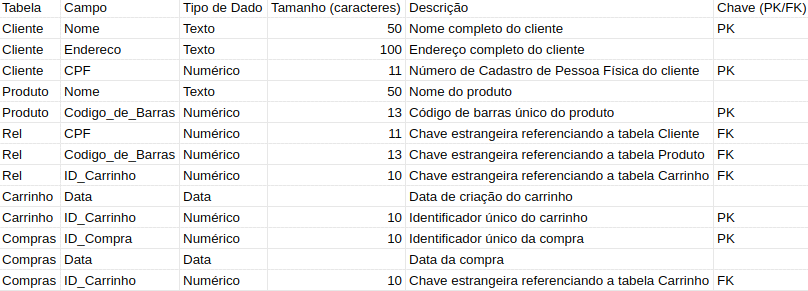 Tabela Campo Tipo de Dado Tamanho (caracteres) Descrição Chave (PK/FK)
Cliente Nome Texto 50 Nome completo do cliente PK
Cliente Endereco Texto 100 Endereço completo do cliente
Cliente CPF Numérico 11 Número de Cadastro de Pessoa Física do cliente PK
Produto Nome Texto 50 Nome do produto
Produto Codigo_de_Barras Numérico 13 Código de barras único do produto PK
Rel CPF Numérico 11 Chave estrangeira referenciando a tabela Cliente FK
Rel Codigo_de_Barras Numérico 13 Chave estrangeira referenciando a tabela Produto FK
Rel ID_Carrinho Numérico 10 Chave estrangeira referenciando a tabela Carrinho FK
Carrinho Data Data Data de criação do carrinho
Carrinho ID_Carrinho Numérico 10 Identificador único do carrinho PK
Compras ID_Compra Numérico 10 Identificador único da compra PK
Compras Data Data Data da compra
Compras ID_Carrinho Numérico 10 Chave estrangeira referenciando a tabela Carrinho FK